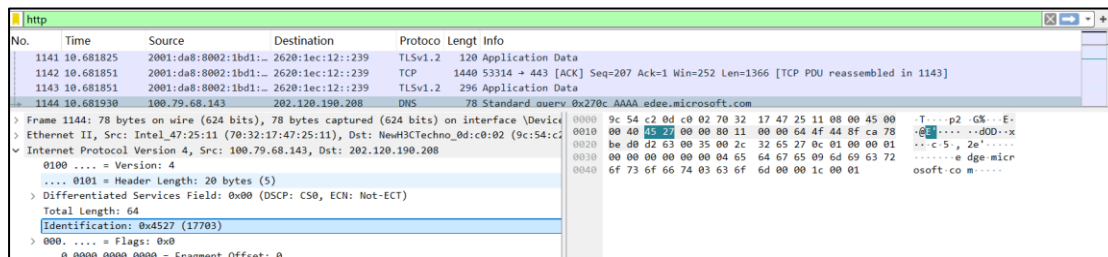 http
No. Time Source Destination Protoco Lengt Info
1141 10.681825 2001:da8:8002:1bd1:… 2620:1ec:12::239 TLSv1.2 120 Application Data
1142 10.681851 2001:da8:8002:1bd1:… 2620:1ec:12::239 TCP 1440 53314 → 443 [ACK] Seq=207 Ack=1 Win=252 Len=1366 [TCP PDU reassembled in 1143]
1143 10.681851 2001:da8:8002:1bd1:… 2620:1ec:12::239 TLSv1.2 296 Application Data
1144 10.681930 100.79.68.143 202.120.190.208 DNS 78 Standard query 0x270c AAAA edge.microsoft.com
> Frame 1144: 78 bytes on wire (624 bits), 78 bytes captured (624 bits) on interface \Device
> Ethernet II, Src: Intel_47:25:11 (70:32:17:47:25:11), Dst: NewH3CTechno_0d:c0:02 (9c:54:c2
Internet Protocol Version 4, Src: 100.79.68.143, Dst: 202.120.190.208
0100 .... = Version: 4
.... 0101 = Header Length: 20 bytes (5)
> Differentiated Services Field: 0x00 (DSCP: CS0, ECN: Not-ECT)
Total Length: 64
Identification: 0x4527 (17703)
> 000. .... = Flags: 0x0
...0 0000 0000 0000 = Fragment Offset: 0
0000 9c 54 c2 0d c0 02 70 32 17 47 25 11 08 00 45 00 ·T····p2 ·G%···E·
0010 00 40 45 27 00 00 80 11 00 00 64 4f 44 8f ca 78 ·@E'···· ··dOD··x
0020 be d0 d2 63 00 35 00 2c 32 65 27 0c 01 00 00 01 ···c·5·, 2e'·····
0030 00 00 00 00 00 00 04 65 64 67 65 09 6d 69 63 72 ·······e dge·micr
0040 6f 73 6f 66 74 03 63 6f 6d 00 00 1c 00 01 osoft·co m·····